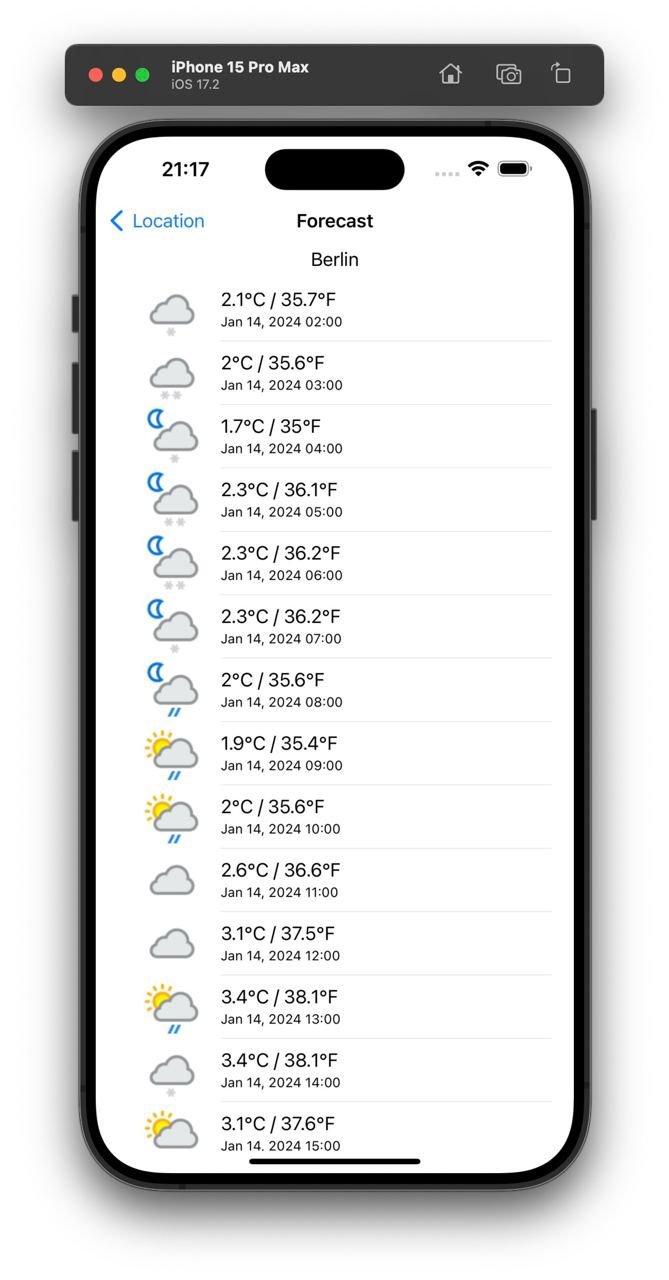 iPhone 15 Pro Max
iOS 17.2
21:17
Location Forecast
Berlin
2.1°C / 35.7°F
Jan 14, 2024 02:00
2°C / 35.6°F
Jan 14, 2024 03:00
1.7°C / 35°F
Jan 14, 2024 04:00
2.3°C / 36.1°F
Jan 14, 2024 05:00
2.3°C / 36.2°F
Jan 14, 2024 06:00
2.3°C / 36.2°F
Jan 14, 2024 07:00
2°C / 35.6°F
Jan 14, 2024 08:00
1.9°C / 35.4°F
Jan 14, 2024 09:00
2°C / 35.6°F
Jan 14, 2024 10:00
2.6°C / 36.6°F
Jan 14, 2024 11:00
3.1°C / 37.5°F
Jan 14, 2024 12:00
3.4°C / 38.1°F
Jan 14, 2024 13:00
3.4°C / 38.1°F
Jan 14, 2024 14:00
3.1°C / 37.6°F
Jan 14, 2024 15:00